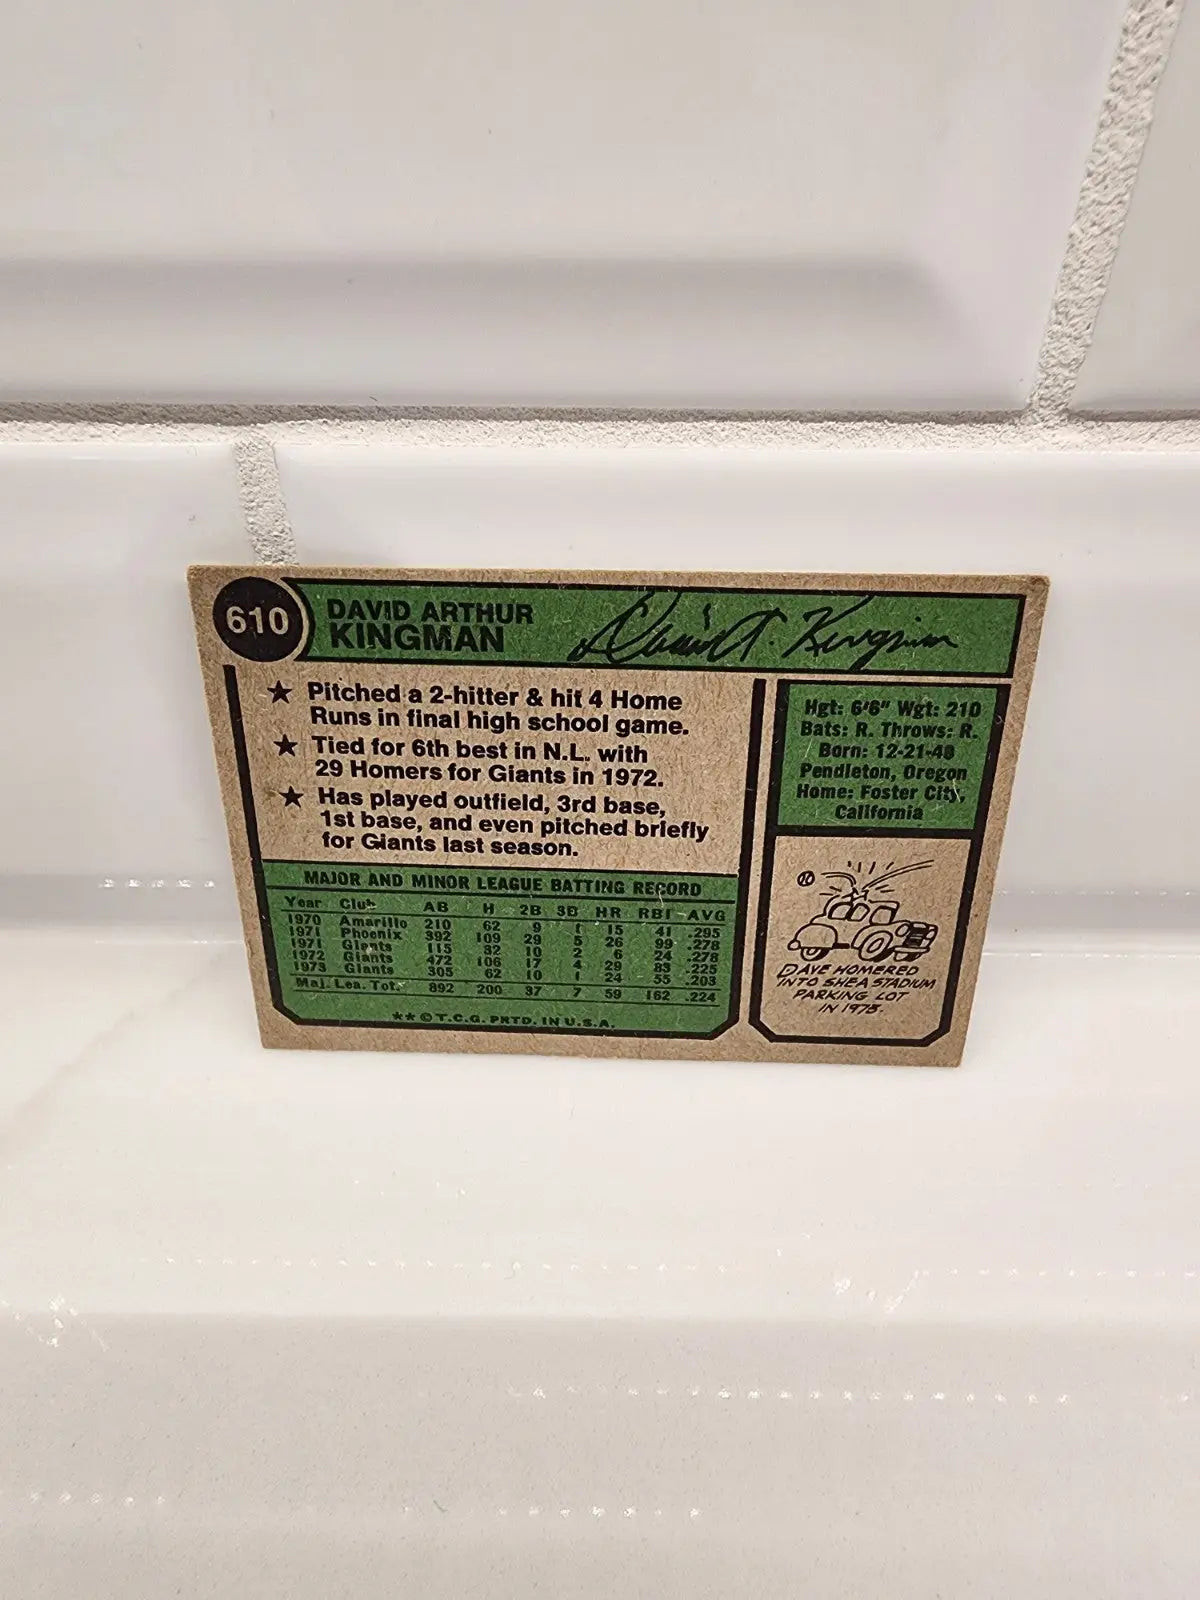 610
DAVID ARTHUR
KINGMAN
David A. Kingman
★ Pitched a 2-hitter & hit 4 Home
Runs in final high school game.
★ Tied for 6th best in N.L. with
29 Homers for Giants in 1972.
★ Has played outfield, 3rd base,
1st base, and even pitched briefly
for Giants last season.
Hgt: 6'6" Wgt: 210
Bats: R. Throws: R.
Born: 12-21-48
Pendleton, Oregon
Home: Foster City,
California
MAJOR AND MINOR LEAGUE BATTING RECORD
Year Club AB H 2B 3B HR RBI AVG
1970 Amarillo 210 62 9 1 15 41 .295
1971 Phoenix 392 109 29 5 26 99 .278
1971 Giants 115 32 10 2 6 24 .278
1972 Giants 472 106 17 4 29 83 .225
1973 Giants 305 62 10 1 24 55 .203
Maj. Lea. Tot. 892 200 37 7 59 162 .224
** © T.C.G. PRTD. IN U.S.A.
DAVE HOMERED
INTO SHEA STADIUM
PARKING LOT
IN 1973.